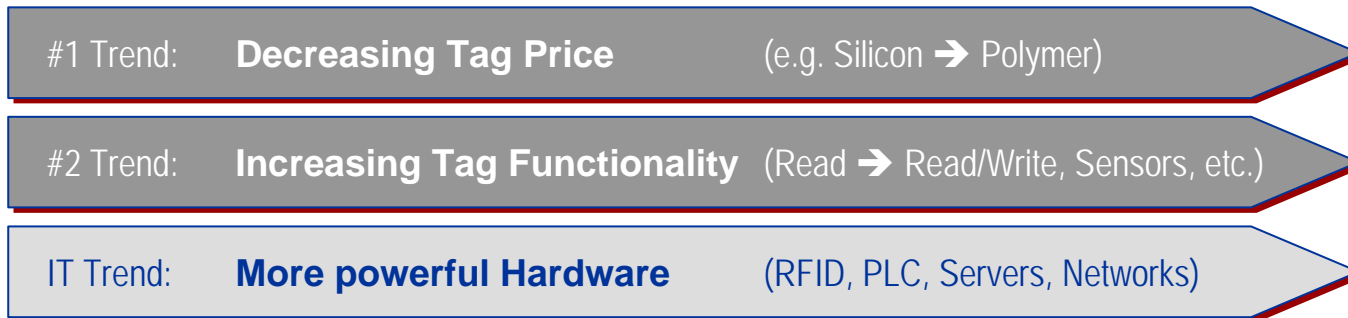 #1 Trend: Decreasing Tag Price (e.g. Silicon ➔ Polymer)
#2 Trend: Increasing Tag Functionality (Read ➔ Read/Write, Sensors, etc.)
IT Trend: More powerful Hardware (RFID, PLC, Servers, Networks)